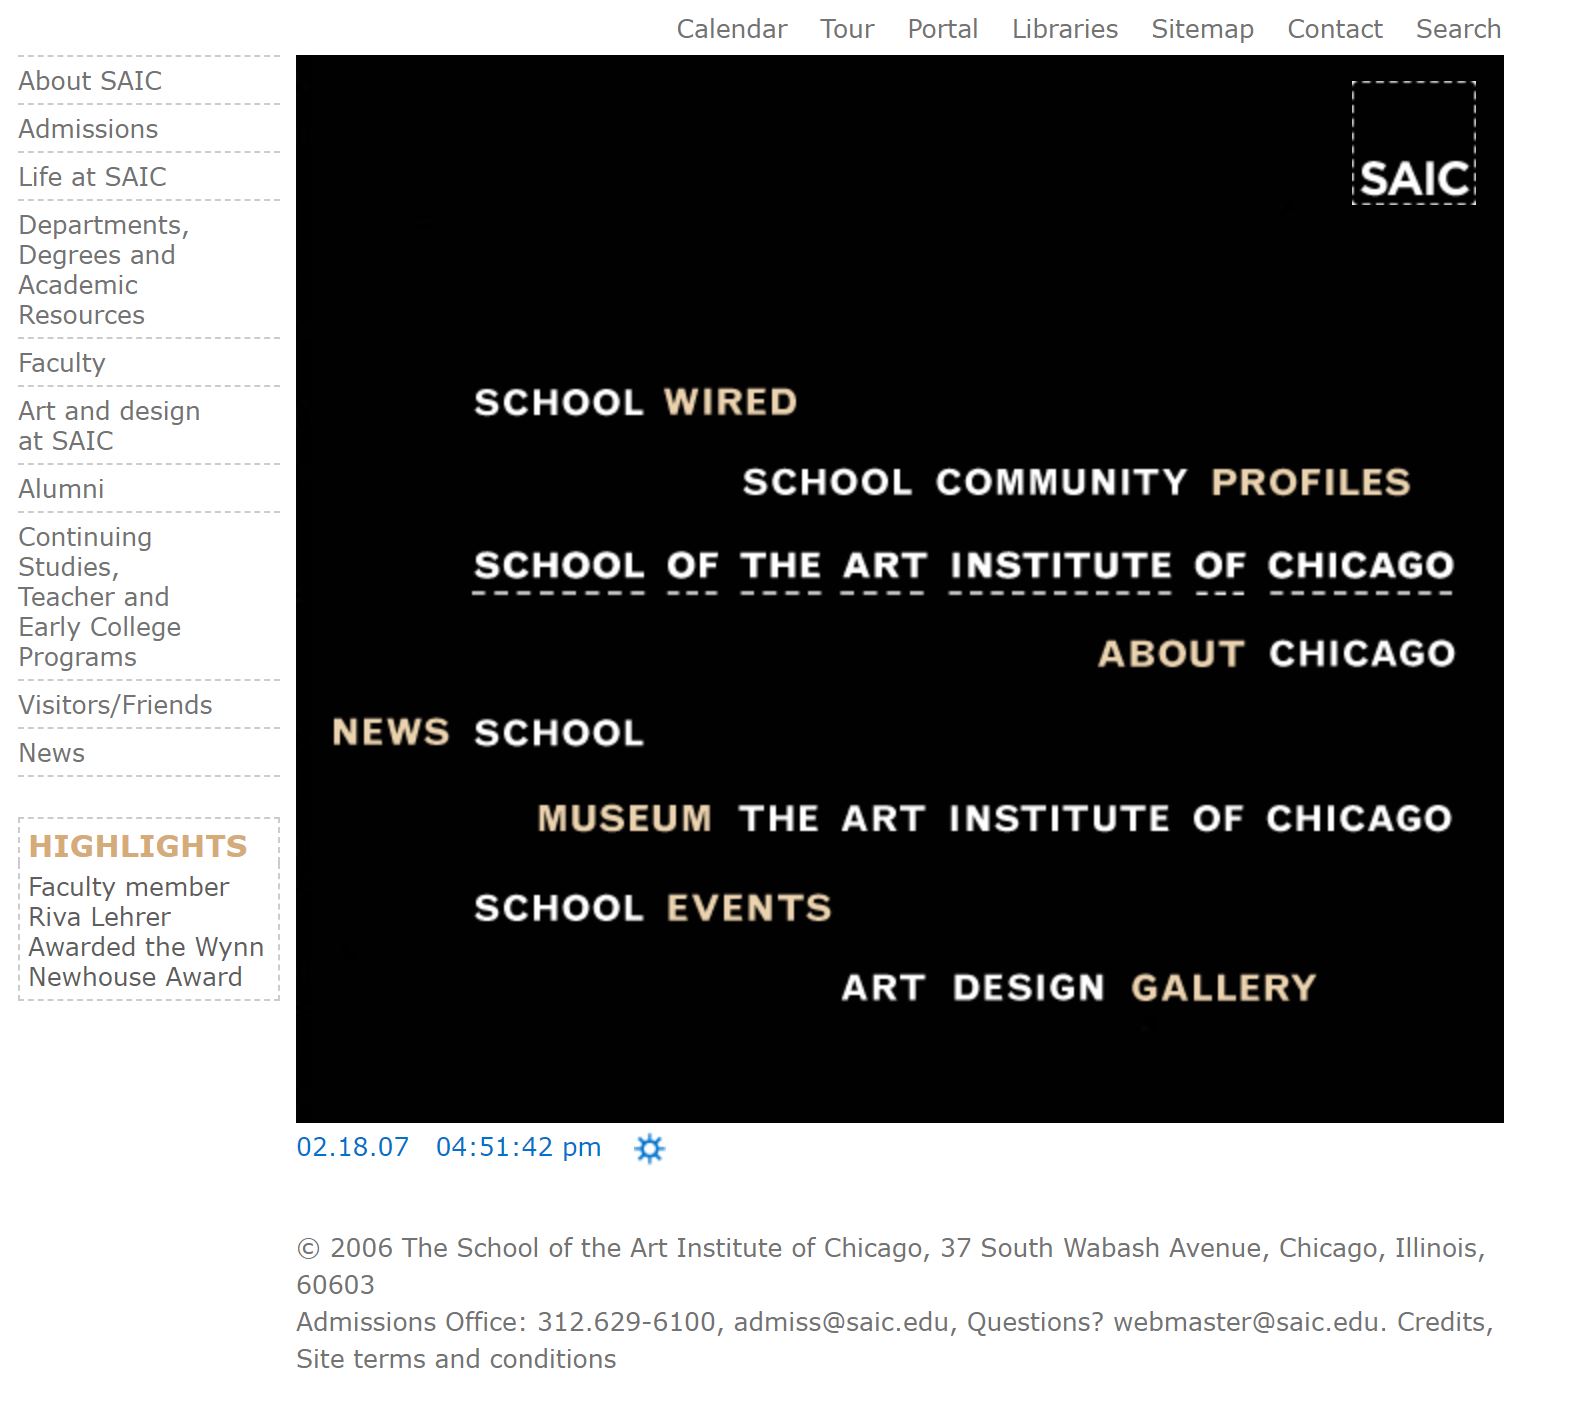 Calendar Tour Portal Libraries Sitemap Contact Search
About SAIC
Admissions
Life at SAIC
Departments,
Degrees and
Academic
Resources
Faculty
Art and design
at SAIC
Alumni
Continuing
Studies,
Teacher and
Early College
Programs
Visitors/Friends
News
HIGHLIGHTS
Faculty member
Riva Lehrer
Awarded the Wynn
Newhouse Award
SAIC
SCHOOL WIRED
SCHOOL COMMUNITY PROFILES
SCHOOL OF THE ART INSTITUTE OF CHICAGO
ABOUT CHICAGO
NEWS SCHOOL
MUSEUM THE ART INSTITUTE OF CHICAGO
SCHOOL EVENTS
ART DESIGN GALLERY
02.18.07 04:51:42 pm
© 2006 The School of the Art Institute of Chicago, 37 South Wabash Avenue, Chicago, Illinois,
60603
Admissions Office: 312.629-6100, admiss@saic.edu, Questions? webmaster@saic.edu. Credits,
Site terms and conditions